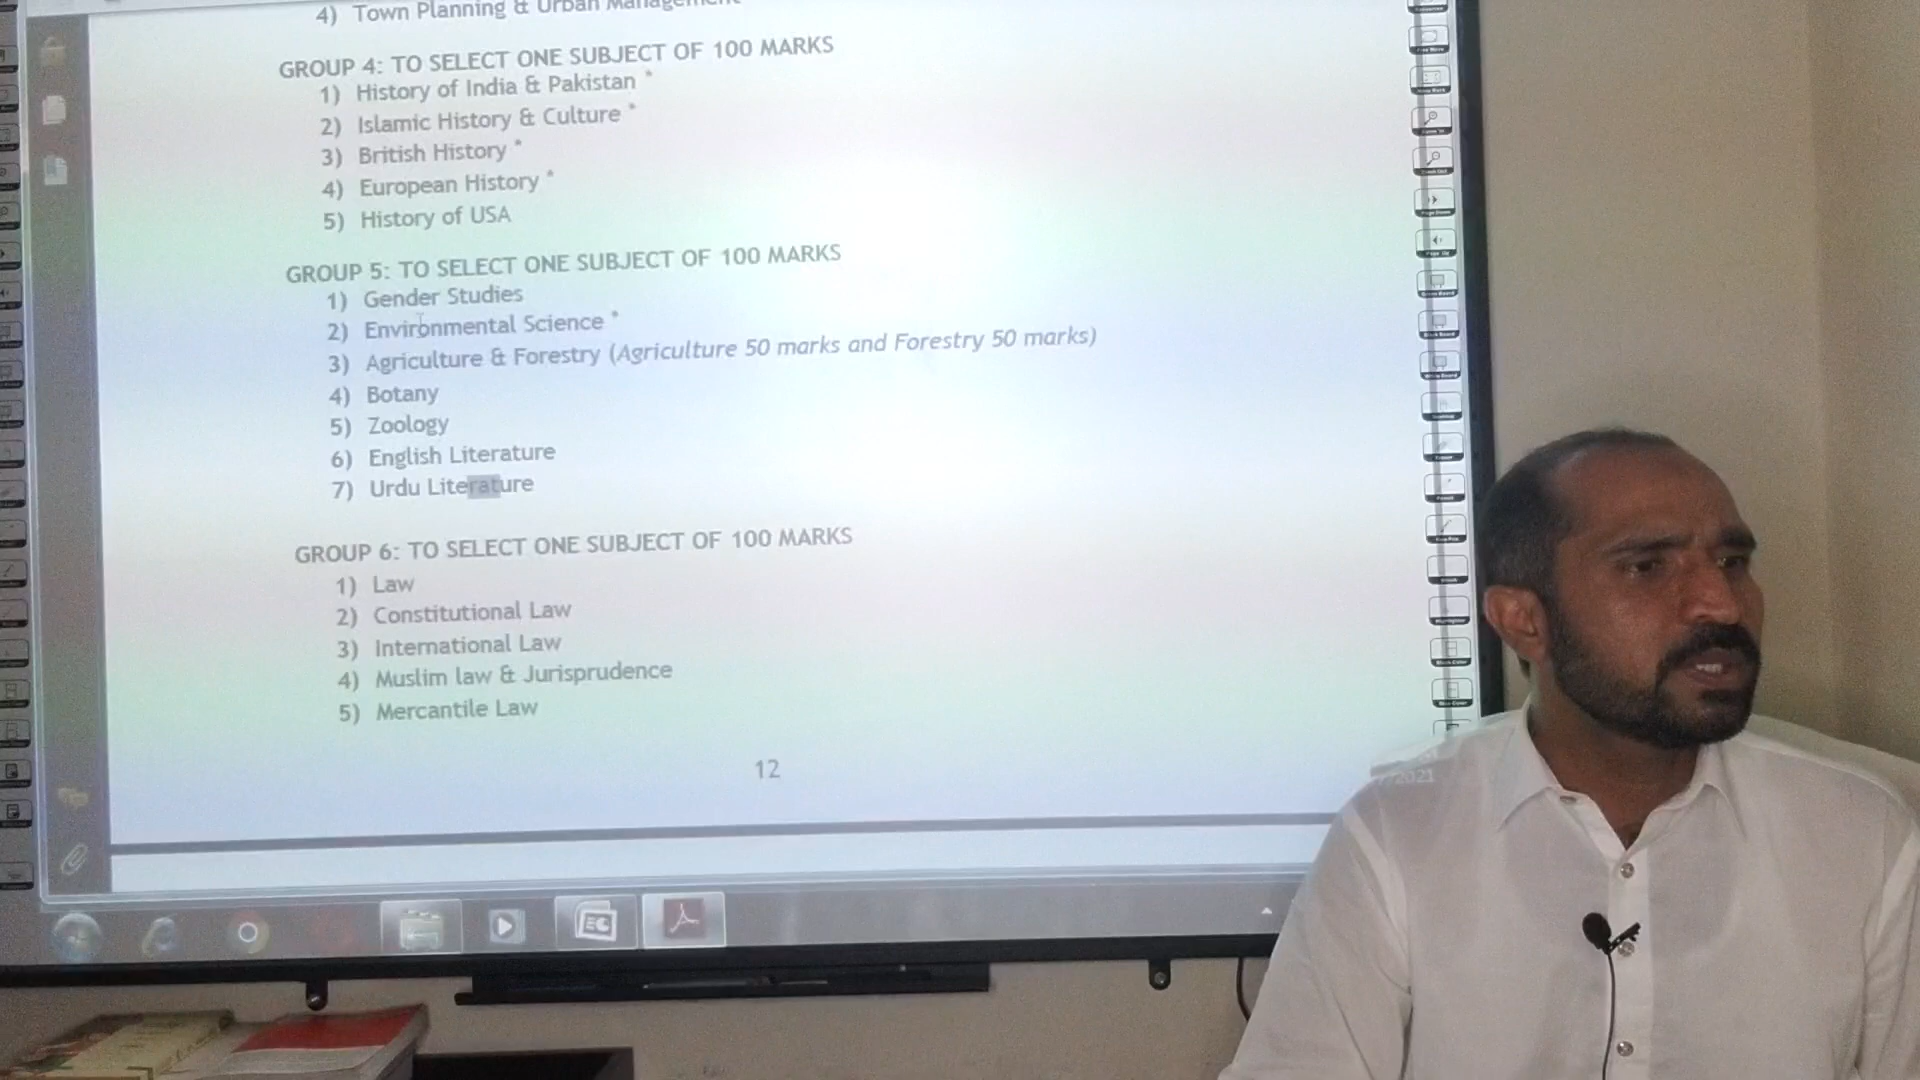 4) Town Planning & Urban Management
GROUP 4: TO SELECT ONE SUBJECT OF 100 MARKS
1) History of India & Pakistan *
2) Islamic History & Culture *
3) British History *
4) European History *
5) History of USA
GROUP 5: TO SELECT ONE SUBJECT OF 100 MARKS
1) Gender Studies
2) Environmental Science *
3) Agriculture & Forestry (Agriculture 50 marks and Forestry 50 marks)
4) Botany
5) Zoology
6) English Literature
7) Urdu Literature
GROUP 6: TO SELECT ONE SUBJECT OF 100 MARKS
1) Law
2) Constitutional Law
3) International Law
4) Muslim law & Jurisprudence
5) Mercantile Law
12
/2021